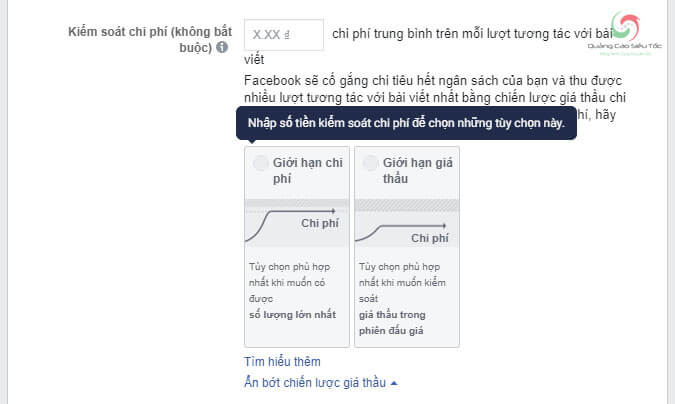 Kiểm soát chi phí (không bắt buộc)
X.XX ₫
chi phí trung bình trên mỗi lượt tương tác với bài viết
Quảng Cáo Siêu Tốc
Facebook sẽ cố gắng chi tiêu hết ngân sách của bạn và thu được
nhiều lượt tương tác với bài viết nhất bằng chiến lược giá thầu chi
hí, hãy
Nhập số tiền kiểm soát chi phí để chọn những tùy chọn này.
Giới hạn chi
phí
Chi phí
Tùy chọn phù hợp
nhất khi muốn có
được
số lượng lớn nhất
Giới hạn giá
thầu
Chi phí
Tùy chọn phù hợp
nhất khi muốn kiểm
soát
giá thầu trong
phiên đấu giá
Tìm hiểu thêm
Ẩn bớt chiến lược giá thầu